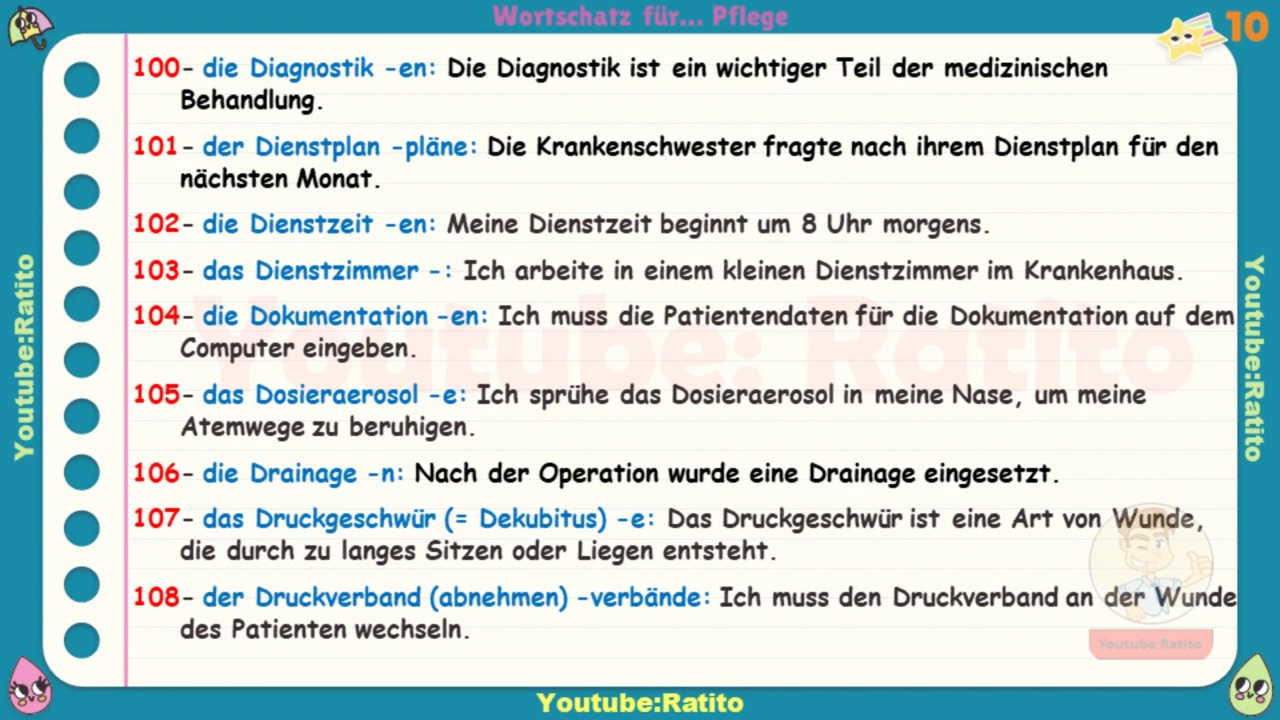 Wortschatz für... Pflege
10
100- die Diagnostik -en: Die Diagnostik ist ein wichtiger Teil der medizinischen
Behandlung.
101- der Dienstplan -pläne: Die Krankenschwester fragte nach ihrem Dienstplan für den
nächsten Monat.
102- die Dienstzeit -en: Meine Dienstzeit beginnt um 8 Uhr morgens.
103- das Dienstzimmer -: Ich arbeite in einem kleinen Dienstzimmer im Krankenhaus.
104- die Dokumentation -en: Ich muss die Patientendaten für die Dokumentation auf dem
Computer eingeben.
105- das Dosieraerosol -e: Ich sprühe das Dosieraerosol in meine Nase, um meine
Atemwege zu beruhigen.
106- die Drainage -n: Nach der Operation wurde eine Drainage eingesetzt.
107- das Druckgeschwür (= Dekubitus) -e: Das Druckgeschwür ist eine Art von Wunde,
die durch zu langes Sitzen oder Liegen entsteht.
108- der Druckverband (abnehmen) -verbände: Ich muss den Druckverband an der Wunde
des Patienten wechseln.
Youtube:Ratito
Youtube:Ratito
Youtube: Ratito
Youtube:Ratito
Youtube:Ratito